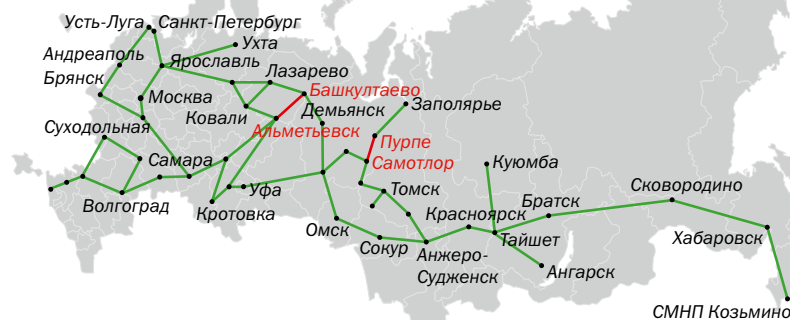 Усть-Луга
Санкт-Петербург
Ухта
Андреаполь
Ярославль
Брянск
Лазарево
Башкултаево
Москва
Демьянск
Заполярье
Ковали
Альметьевск
Суходольная
Пурпе
Самара
Самотлор
Куюмба
Уфа
Томск
Сковородино
Волгоград
Кротовка
Братск
Красноярск
Омск
Тайшет
Хабаровск
Сокур
Анжеро-
Судженск
Ангарск
СМНП Козьмино